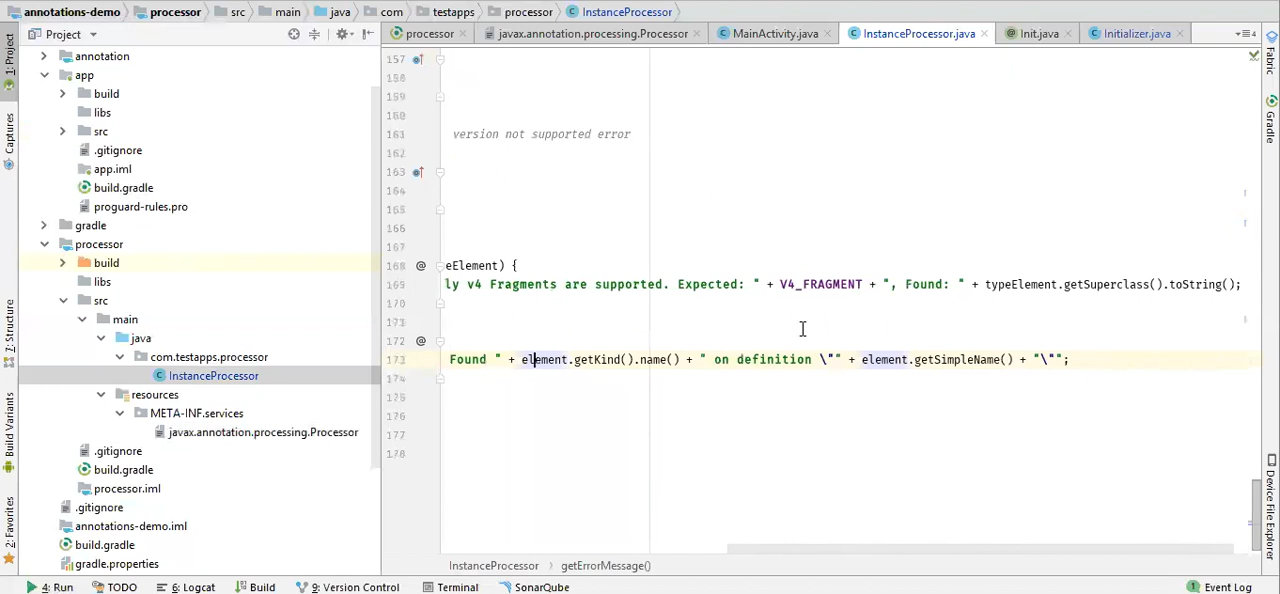 annotations-demo processor src main java com testapps processor InstanceProcessor
Project
processor javax.annotation.processing.Processor MainActivity.java InstanceProcessor.java Init.java Initializer.java
1: Project
Captures
7: Structure
Build Variants
2: Favorites
annotation
app
build
libs
src
.gitignore
app.iml
build.gradle
proguard-rules.pro
gradle
processor
build
libs
src
main
java
com.testapps.processor
InstanceProcessor
resources
META-INF.services
javax.annotation.processing.Processor
.gitignore
build.gradle
processor.iml
.gitignore
annotations-demo.iml
build.gradle
gradle.properties
157
158
159
160
161 version not supported error
162
163
164
165
166
167
168 @ eElement) {
169 ly v4 Fragments are supported. Expected: " + V4_FRAGMENT + ", Found: " + typeElement.getSuperclass().toString();
170
171
172 @
173 Found " + element.getKind().name() + " on definition \"" + element.getSimpleName() + "\"";
174
175
176
177
178
InstanceProcessor getErrorMessage()
Fabric
Gradle
Device File Explorer
4: Run TODO 6: Logcat Build 9: Version Control Terminal SonarQube 1 Event Log